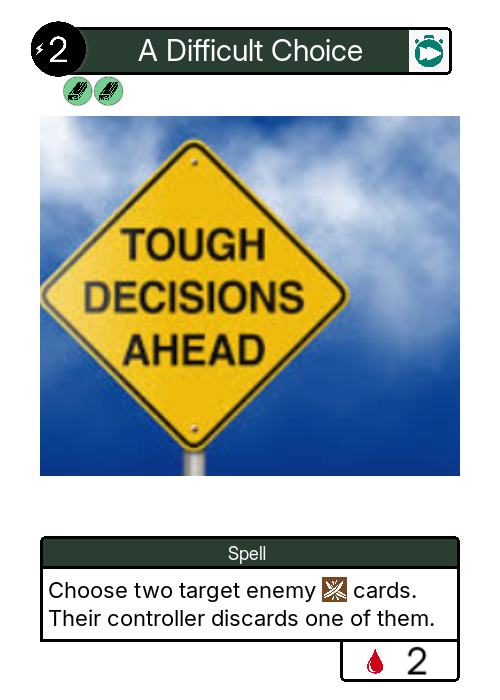 2
A Difficult Choice
TOUGH
DECISIONS
AHEAD
Spell
Choose two target enemy cards.
Their controller discards one of them.
2